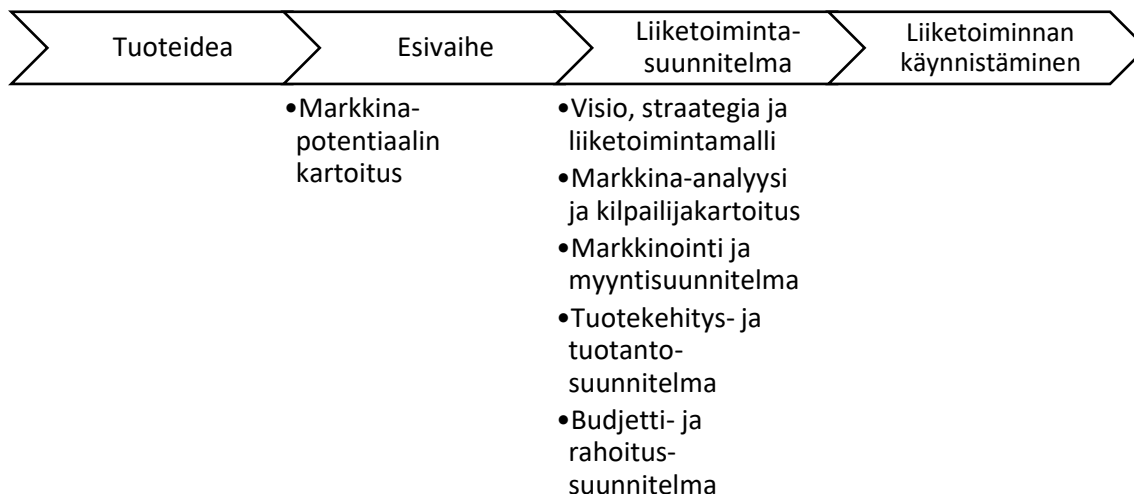 Tuoteidea
Esivaihe
Liiketoiminta-
suunnitelma
Liiketoiminnan
käynnistäminen
•Markkina-
potentiaalin
kartoitus
•Visio, straategia ja
liiketoimintamalli
•Markkina-analyysi
ja kilpailijakartoitus
•Markkinointi ja
myyntisuunnitelma
•Tuotekehitys- ja
tuotanto-
suunnitelma
•Budjetti- ja
rahoitus-
suunnitelma